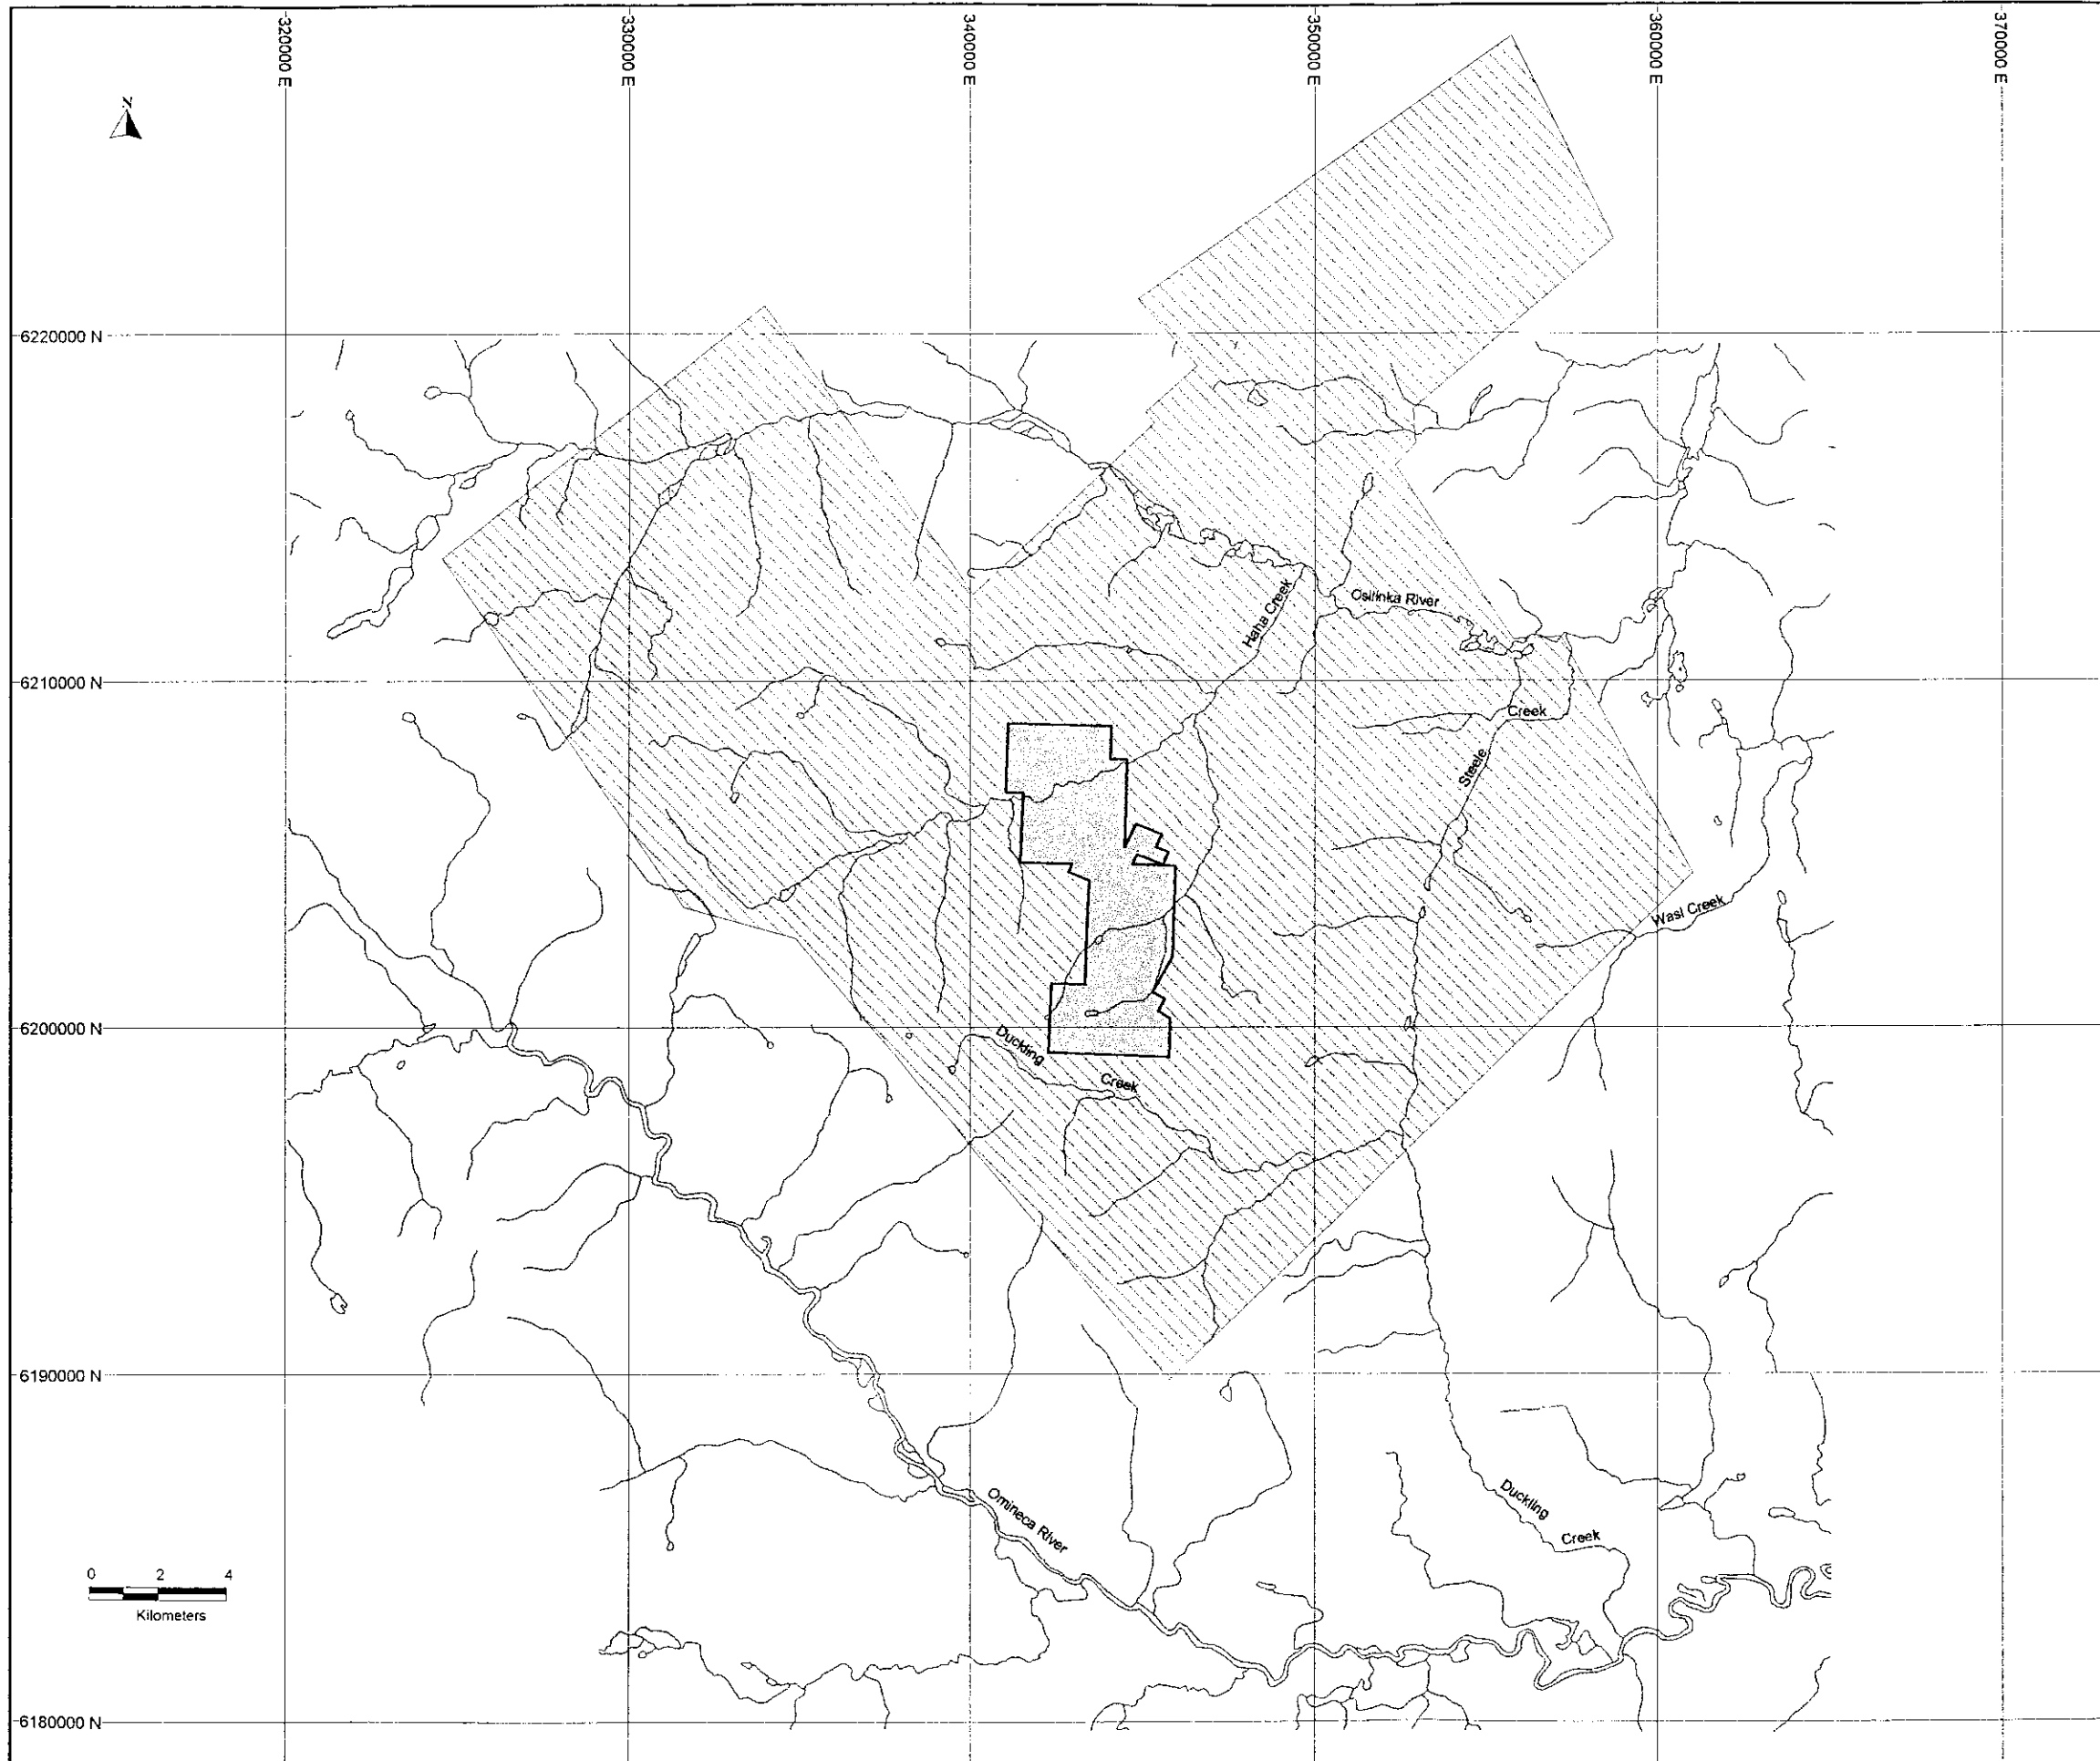 320000 E
330000 E
340000 E
350000 E
360000 E
370000 E
N
6220000 N
Haha Creek
Osilinka River
6210000 N
Creek
Steele
Wasi Creek
6200000 N
Duckling
Creek
6190000 N
Omineca River
Duckling
Creek
0 2 4
Kilometers
6180000 N